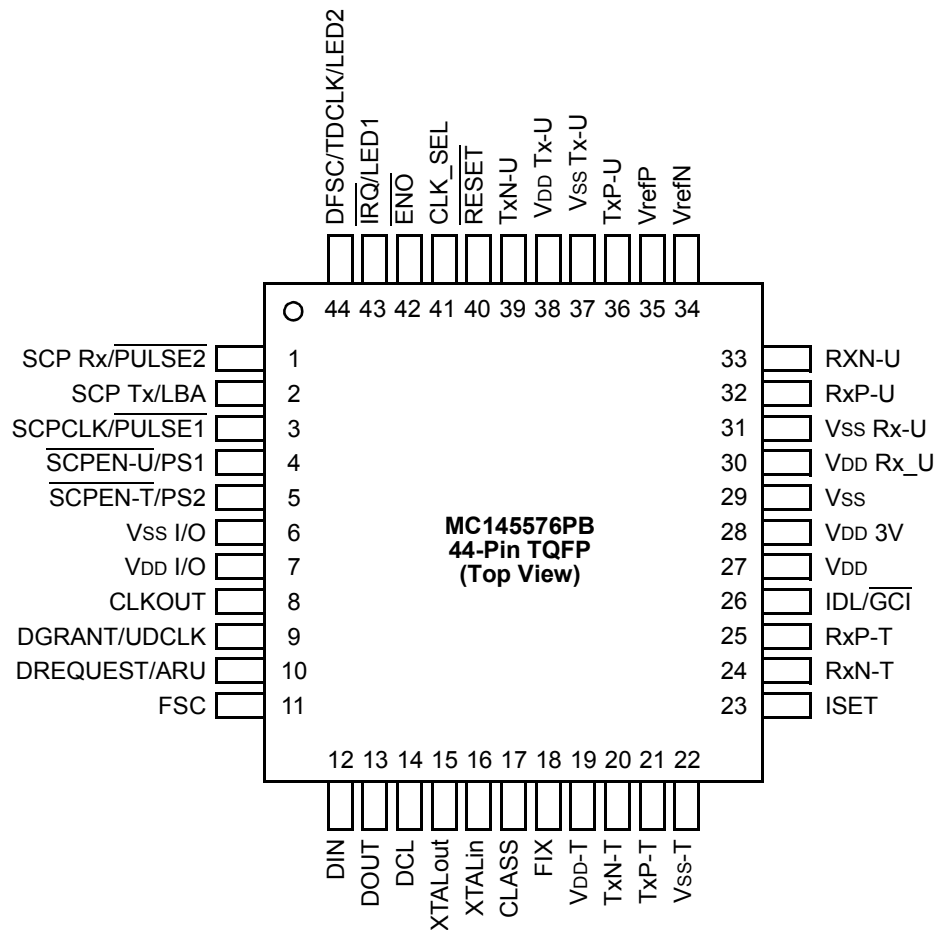 DFSC/TDCLK/LED2
IRQ/LED1
ENO
CLK_SEL
RESET
TxN-U
VDD Tx-U
VSS Tx-U
TxP-U
VrefP
VrefN
44 43 42 41 40 39 38 37 36 35 34
SCP Rx/PULSE2 1
SCP Tx/LBA 2
SCPCLK/PULSE1 3
SCPEN-U/PS1 4
SCPEN-T/PS2 5
VSS I/O 6
VDD I/O 7
CLKOUT 8
DGRANT/UDCLK 9
DREQUEST/ARU 10
FSC 11
MC145576PB
44-Pin TQFP
(Top View)
33 RXN-U
32 RxP-U
31 VSS Rx-U
30 VDD Rx_U
29 VSS
28 VDD 3V
27 VDD
26 IDL/GCI
25 RxP-T
24 RxN-T
23 ISET
12 13 14 15 16 17 18 19 20 21 22
DIN
DOUT
DCL
XTALout
XTALin
CLASS
FIX
VDD-T
TxN-T
TxP-T
VSS-T